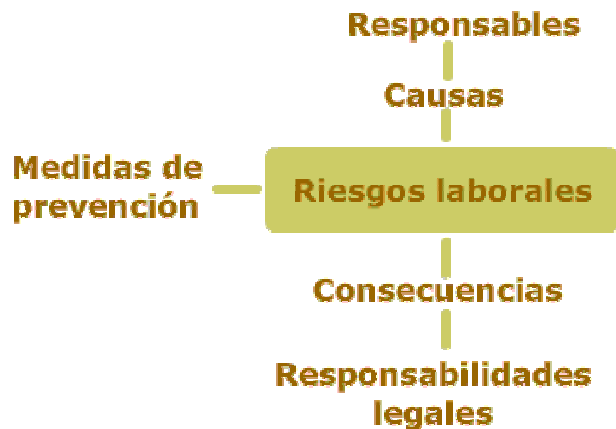 Responsables
Causas
Medidas de
prevención
Riesgos laborales
Consecuencias
Responsabilidades
legales